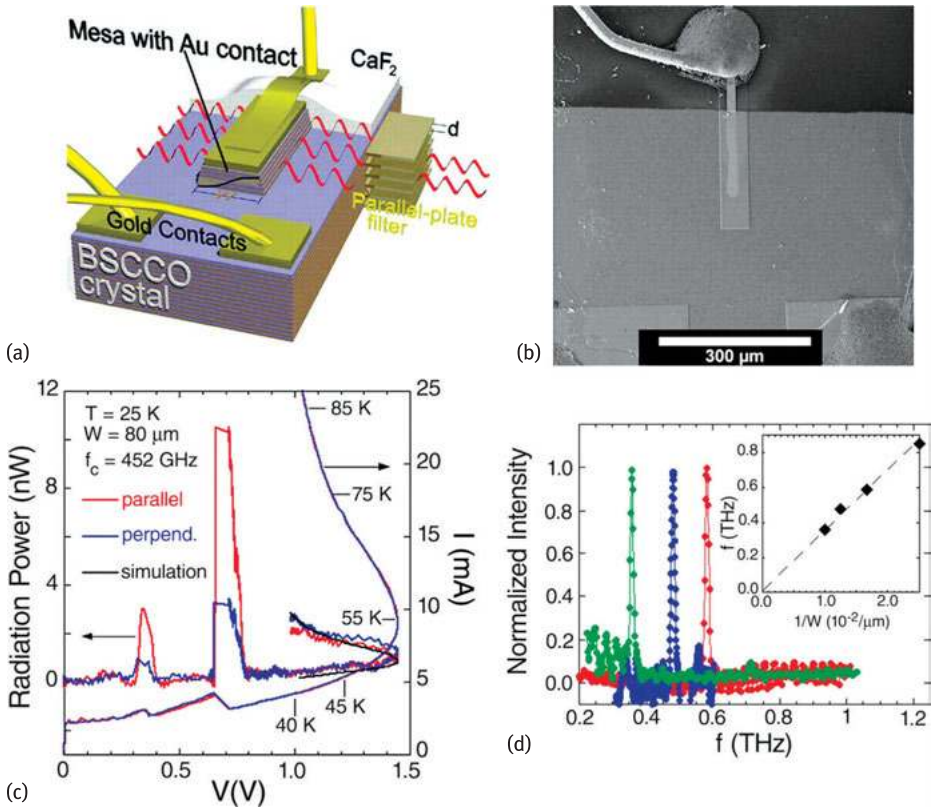 Mesa with Au contact
CaF2
d
Parallel-plate
filter
Gold Contacts
BSCCO
crystal
(a)
300 µm
(b)
12
8
4
0
Radiation Power (nW)
T = 25 K
W = 80 µm
fc = 452 GHz
parallel
perpend.
simulation
85 K
75 K
55 K
45 K
40 K
25
20
15
10
5
0
I (mA)
0
0.5
1.0
1.5
V(V)
(c)
Normalized Intensity
1.0
0.8
0.6
0.4
0.2
0.0
0.2
0.4
0.6
0.8
1
1.2
f (THz)
f (THz)
0.8
0.6
0.4
0.2
0.0
0.0
1.0
2.0
1/W (10-2/µm)
(d)